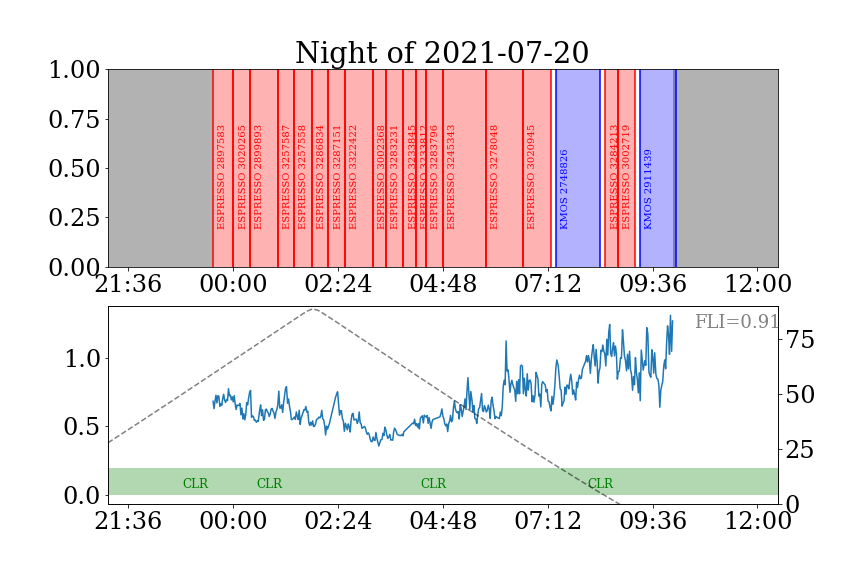 Night of 2021-07-20
1.00
0.75
0.50
0.25
0.00
ESPRESSO 2897583
ESPRESSO 3020265
ESPRESSO 2899893
ESPRESSO 3257587
ESPRESSO 3257558
ESPRESSO 3286834
ESPRESSO 3287151
ESPRESSO 3322422
ESPRESSO 3002368
ESPRESSO 3283231
ESPRESSO 3233845
ESPRESSO 3233812
ESPRESSO 3283796
ESPRESSO 3245343
ESPRESSO 3278048
ESPRESSO 3020945
KMOS 2748826
ESPRESSO 3284213
ESPRESSO 3002719
KMOS 2911439
21:36 00:00 02:24 04:48 07:12 09:36 12:00
FLI=0.91
1.0
0.5
0.0
75
50
25
0
CLR CLR CLR CLR
21:36 00:00 02:24 04:48 07:12 09:36 12:00